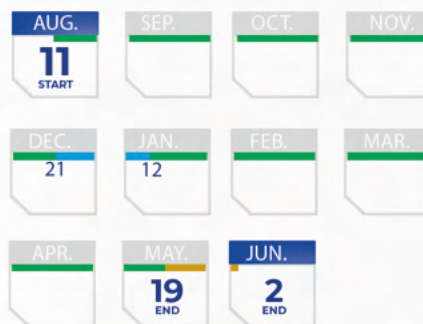 AUG.
11
START
SEP.
OCT.
NOV.
DEC.
21
JAN.
12
FEB.
MAR.
APR.
MAY.
19
END
JUN.
2
END